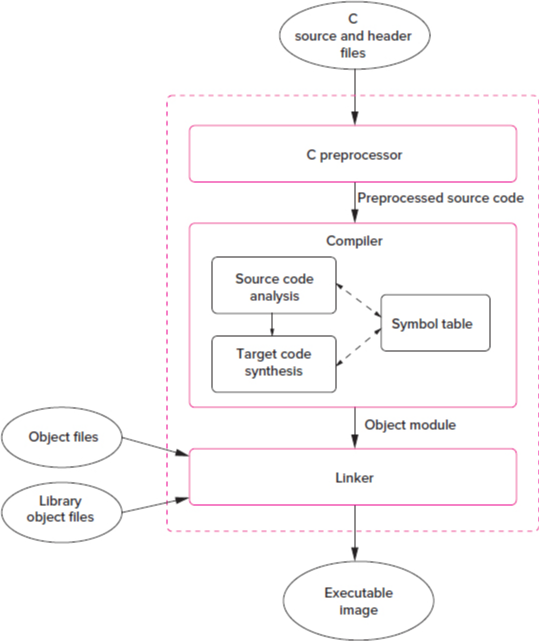 C
source and header
files
C preprocessor
Preprocessed source code
Compiler
Source code
analysis
Symbol table
Target code
synthesis
Object module
Object files
Linker
Library
object files
Executable
image